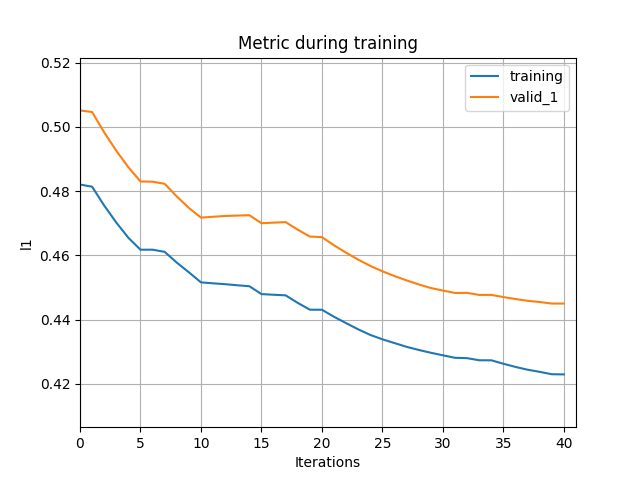 Metric during training
0.52
0.50
0.48
0.46
0.44
0.42
l1
training
valid_1
0 5 10 15 20 25 30 35 40
Iterations